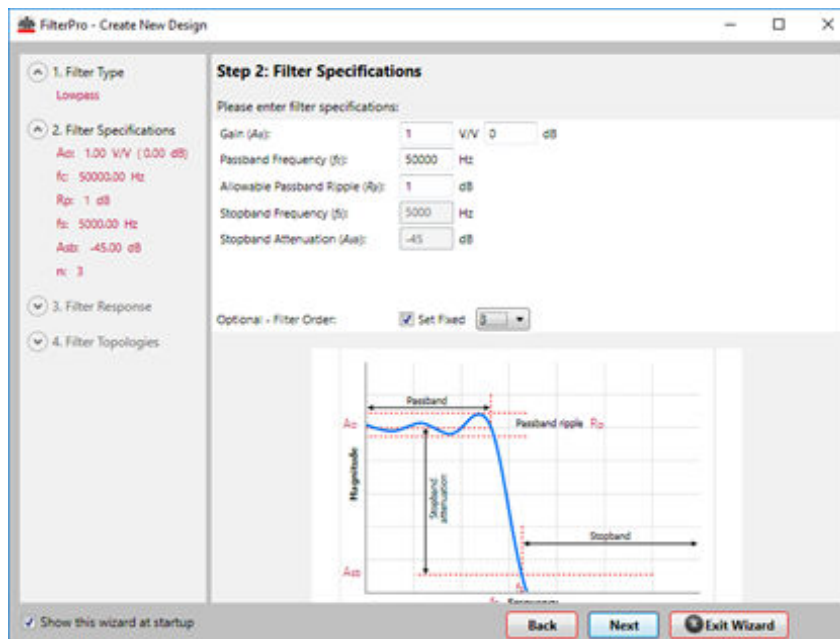 FilterPro - Create New Design
1. Filter Type
Lowpass
2. Filter Specifications
Ao: 1.00 V/V (0.00 dB)
fc: 50000.00 Hz
Rp: 1 dB
fs: 5000.00 Hz
Asb: -45.00 dB
n: 3
3. Filter Response
4. Filter Topologies
Step 2: Filter Specifications
Please enter filter specifications:
Gain (Ao): 1 V/V 0 dB
Passband Frequency (fc): 50000 Hz
Allowable Passband Ripple (Rp): 1 dB
Stopband Frequency (fs): 5000 Hz
Stopband Attenuation (Asb): -45 dB
Optional - Filter Order: Set Fixed 3
Passband
Ao
Passband ripple Rp
Magnitude
Stopband attenuation
Stopband
Asb
Show this wizard at startup
Back Next Exit Wizard